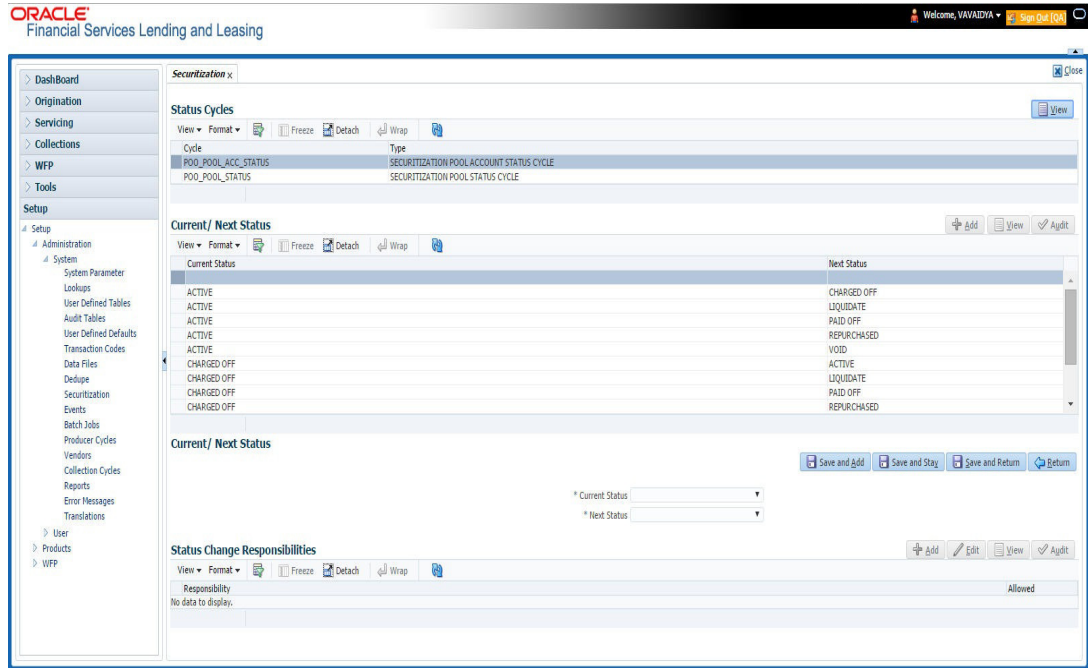 ORACLE
Financial Services Lending and Leasing
Welcome, VAVAIDYA
Sign Out [QA]
DashBoard
Origination
Servicing
Collections
WFP
Tools
Setup
Setup
Administration
System
System Parameter
Lookups
User Defined Tables
Audit Tables
User Defined Defaults
Transaction Codes
Data Files
Dedupe
Securitization
Events
Batch Jobs
Producer Cycles
Vendors
Collection Cycles
Reports
Error Messages
Translations
User
Products
WFP
Securitization x
Close
Status Cycles
View
View Format Freeze Detach Wrap
Cycle Type
POO_POOL_ACC_STATUS SECURITIZATION POOL ACCOUNT STATUS CYCLE
POO_POOL_STATUS SECURITIZATION POOL STATUS CYCLE
Current/ Next Status
Add View Audit
View Format Freeze Detach Wrap
Current Status Next Status
ACTIVE CHARGED OFF
ACTIVE LIQUIDATE
ACTIVE PAID OFF
ACTIVE REPURCHASED
ACTIVE VOID
CHARGED OFF ACTIVE
CHARGED OFF LIQUIDATE
CHARGED OFF PAID OFF
CHARGED OFF REPURCHASED
Current/ Next Status
Save and Add Save and Stay Save and Return Return
* Current Status
* Next Status
Status Change Responsibilities
Add Edit View Audit
View Format Freeze Detach Wrap
Responsibility Allowed
No data to display.